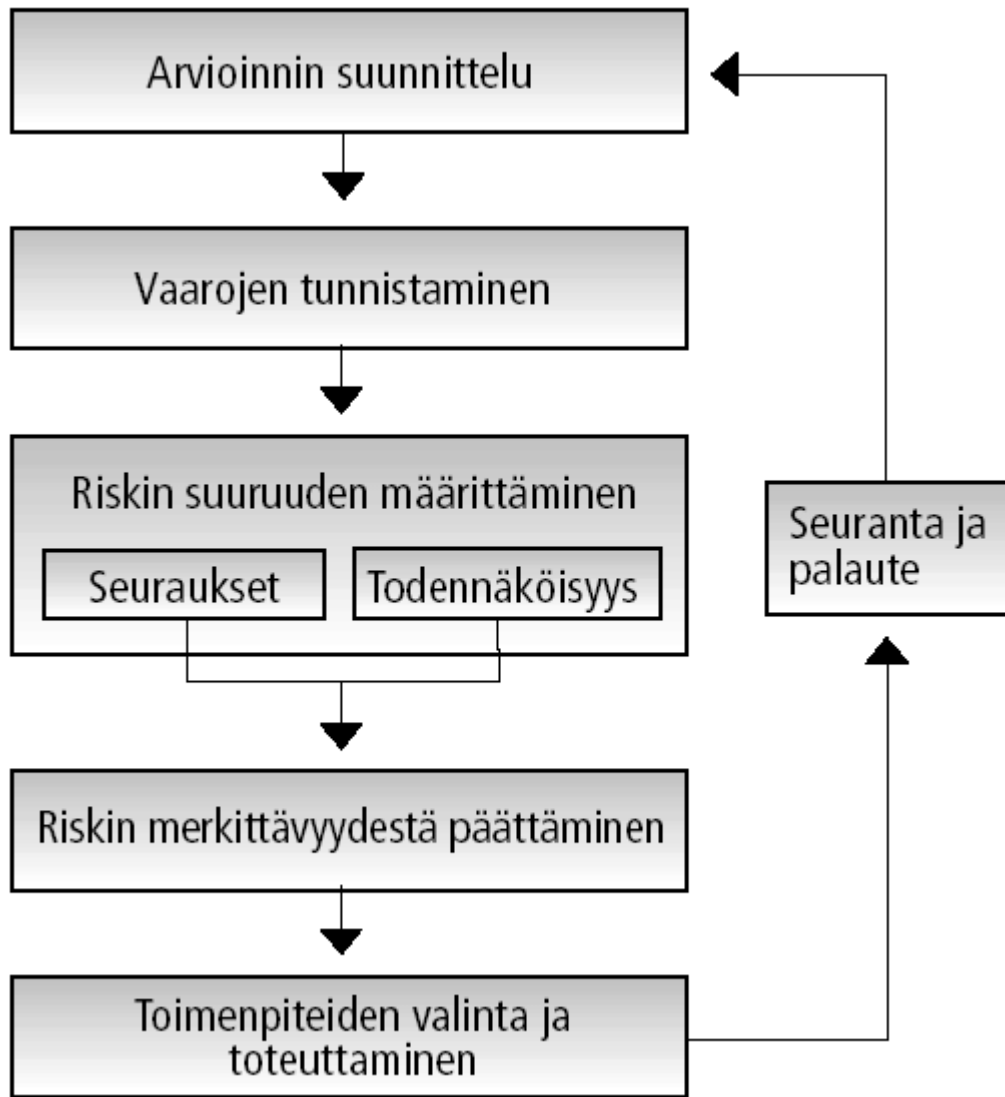 Arvioinnin suunnittelu
Vaarojen tunnistaminen
Riskin suuruuden määrittäminen
Seuraukset
Todennäköisyys
Riskin merkittävyydestä päättäminen
Toimenpiteiden valinta ja
toteuttaminen
Seuranta ja
palaute